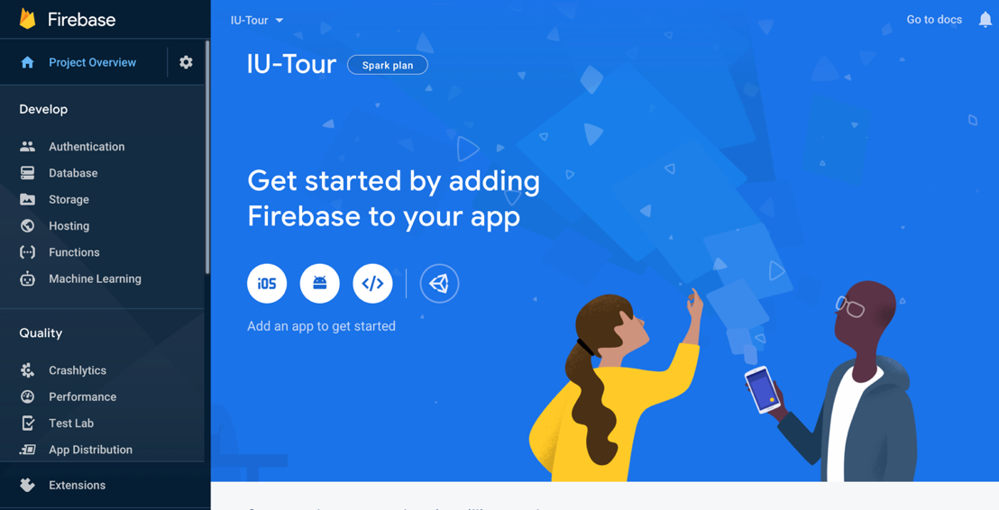 Firebase
Project Overview
Develop
Authentication
Database
Storage
Hosting
Functions
Machine Learning
Quality
Crashlytics
Performance
Test Lab
App Distribution
Extensions
IU-Tour
Go to docs
IU-Tour
Spark plan
Get started by adding
Firebase to your app
iOS
Add an app to get started